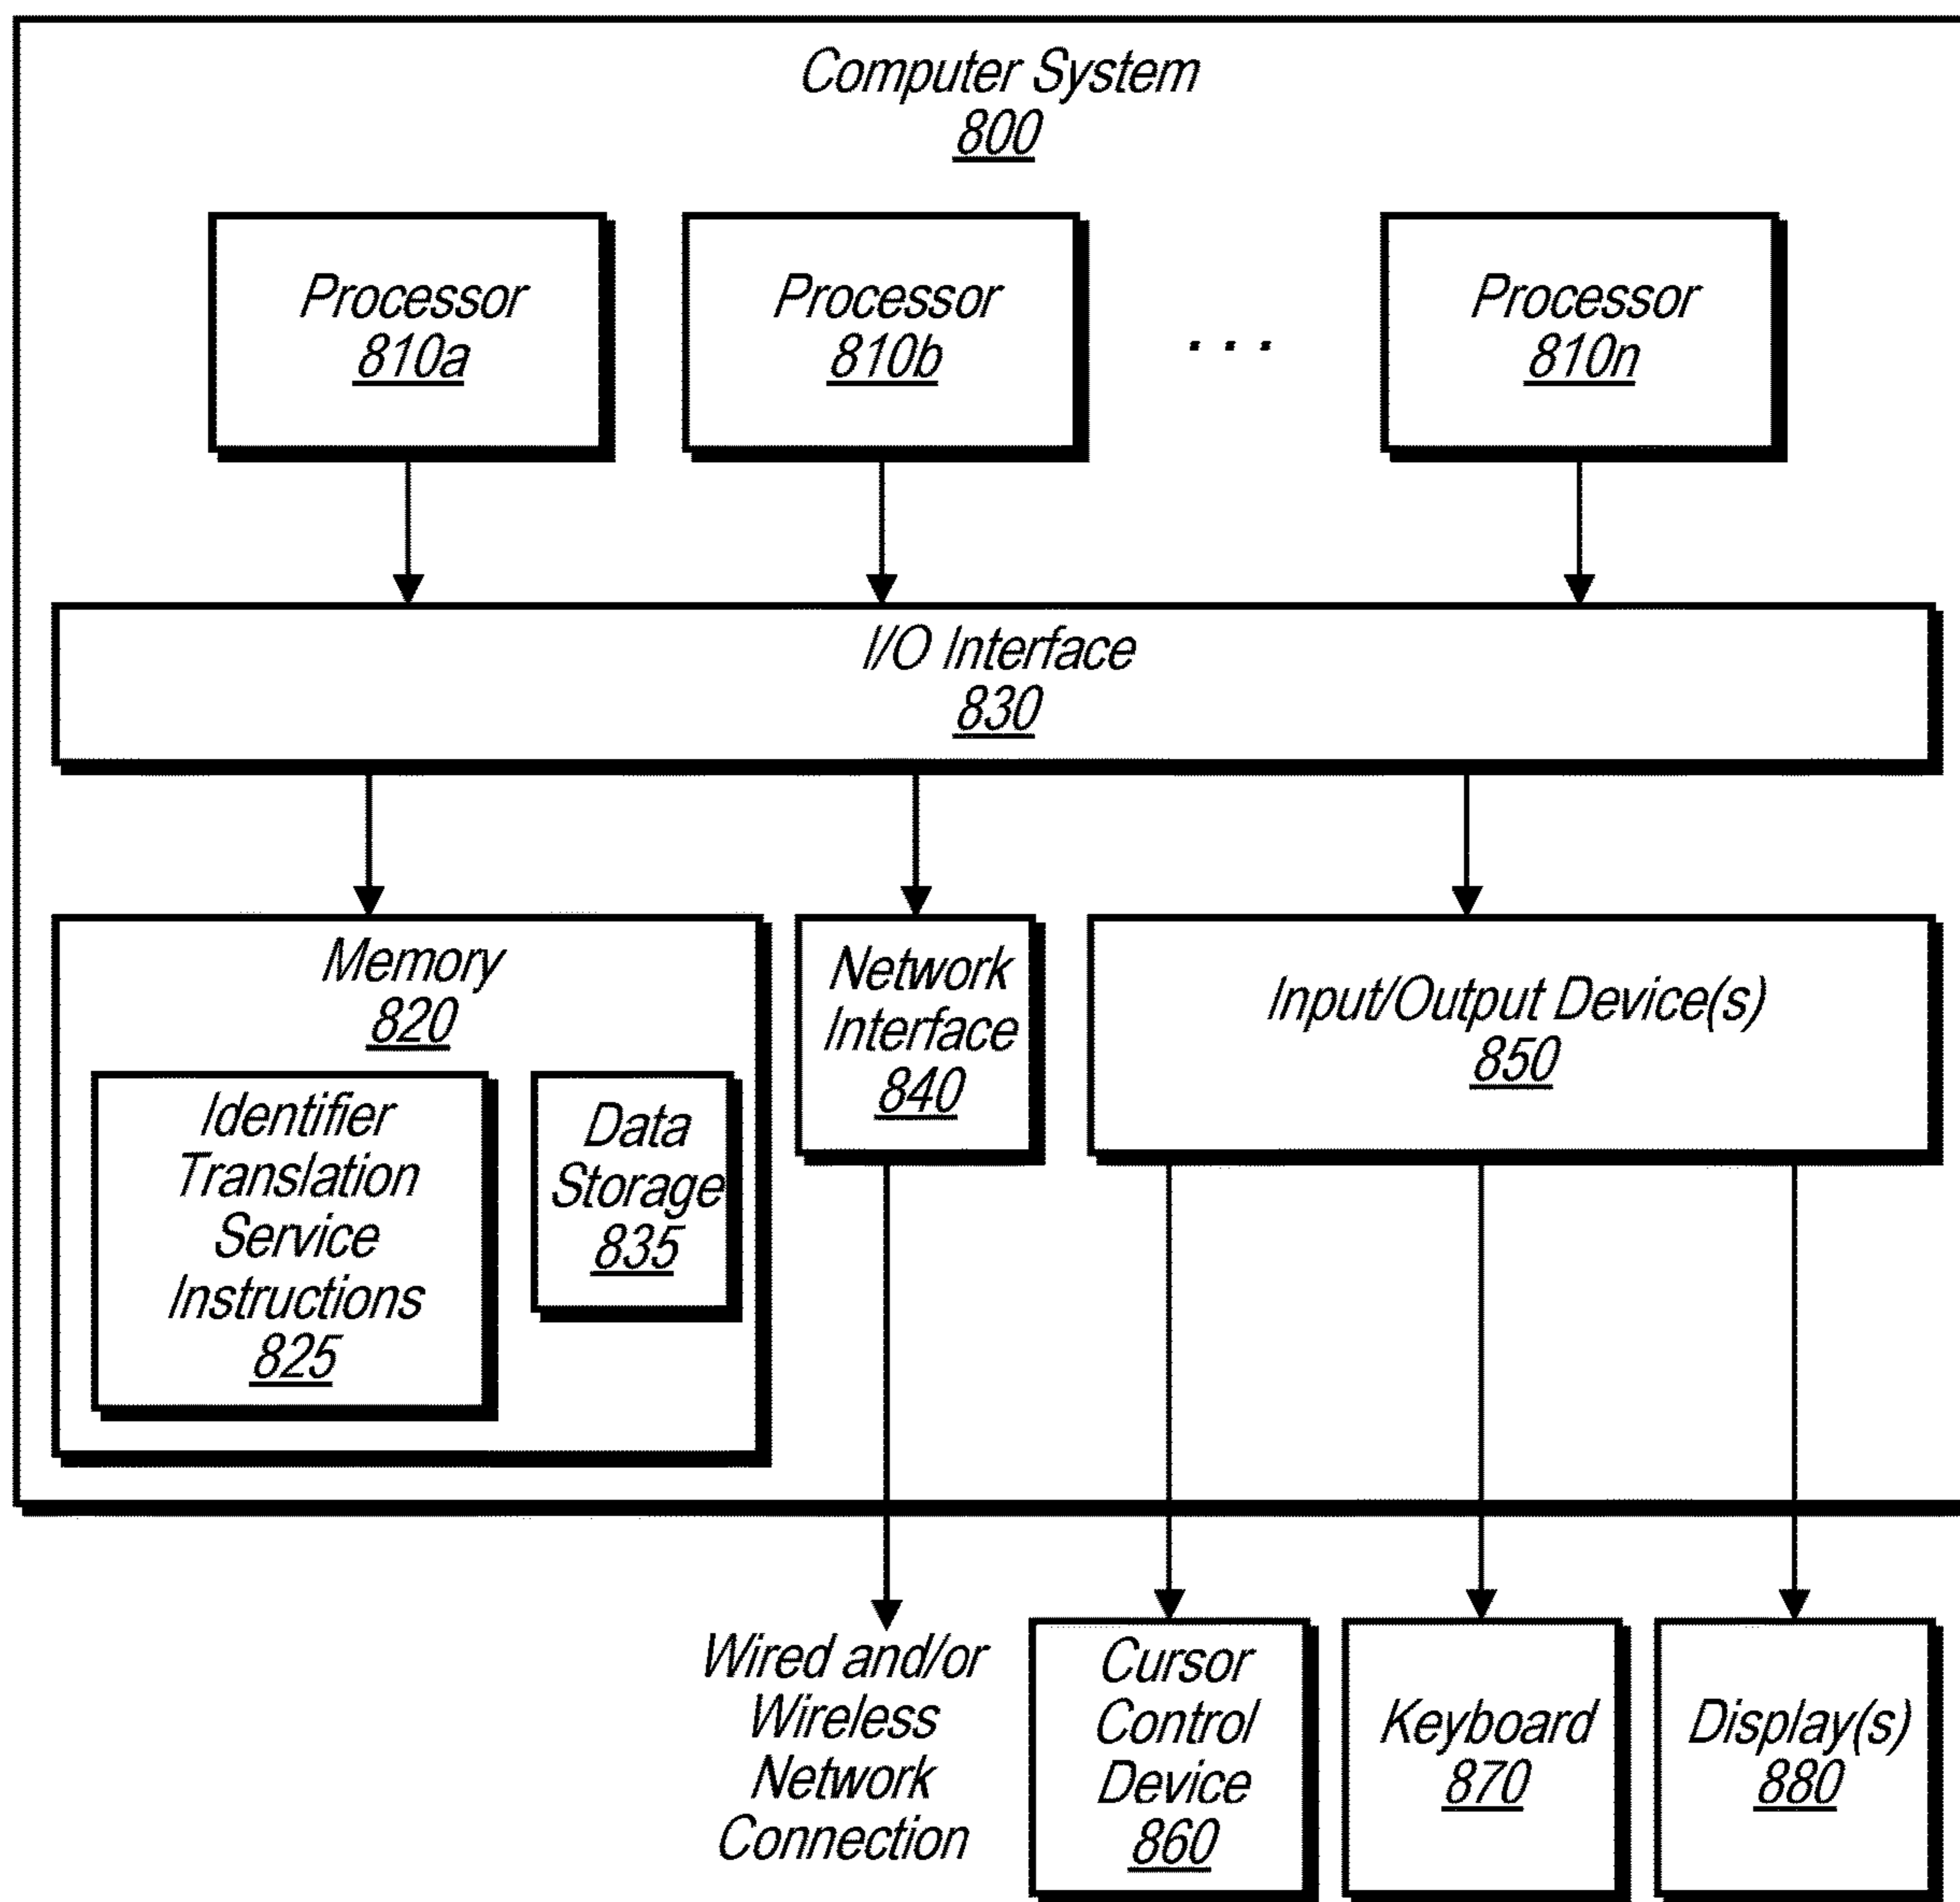 Computer System
800
Processor
810a
Processor
810b
. . .
Processor
810n
I/O Interface
830
Memory
820
Identifier
Translation
Service
Instructions
825
Data
Storage
835
Network
Interface
840
Input/Output Device(s)
850
Wired and/or
Wireless
Network
Connection
Cursor
Control
Device
860
Keyboard
870
Display(s)
880